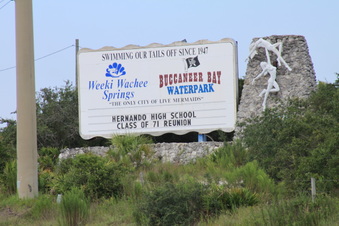 SWIMMING OUR TAILS OFF SINCE 1947
Weeki Wachee
Springs
BUCCANEER BAY
WATERPARK
"THE ONLY CITY OF LIVE MERMAIDS"
HERNANDO HIGH SCHOOL
CLASS OF 71 REUNION